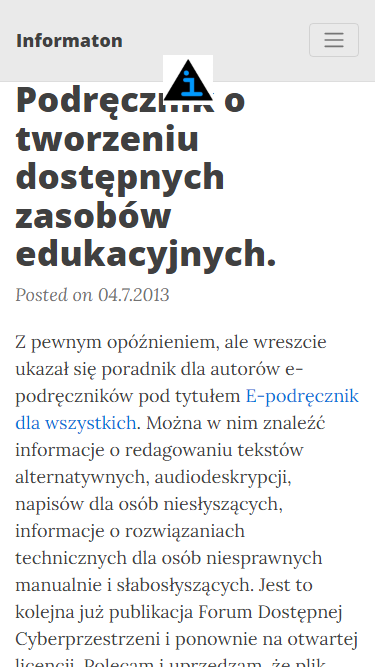 Informaton
Podręcznik o
tworzeniu
dostępnych
zasobów
edukacyjnych.
Posted on 04.7.2013
Z pewnym opóźnieniem, ale wreszcie
ukazał się poradnik dla autorów e-
podręczników pod tytułem E-podręcznik
dla wszystkich. Można w nim znaleźć
informacje o redagowaniu tekstów
alternatywnych, audiodeskrypcji,
napisów dla osób niesłyszących,
informacje o rozwiązaniach
technicznych dla osób niesprawnych
manualnie i słabosłyszących. Jest to
kolejna już publikacja Forum Dostępnej
Cyberprzestrzeni i ponownie na otwartej
licencji. Polecam i uprzedzam, że plik